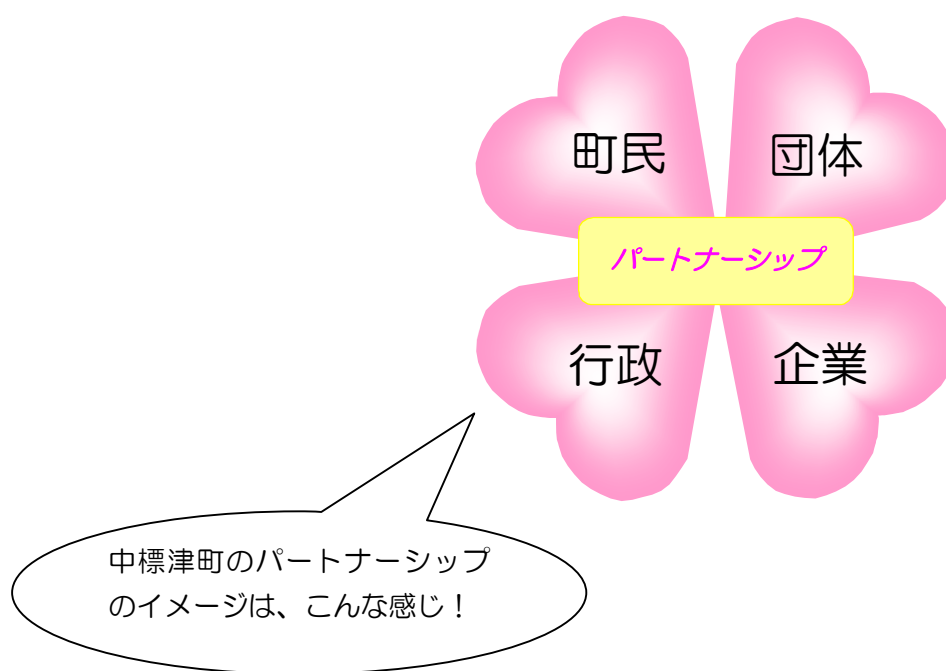 町民
団体
パートナーシップ
行政
企業
中標津町のパートナーシップ
のイメージは、こんな感じ！